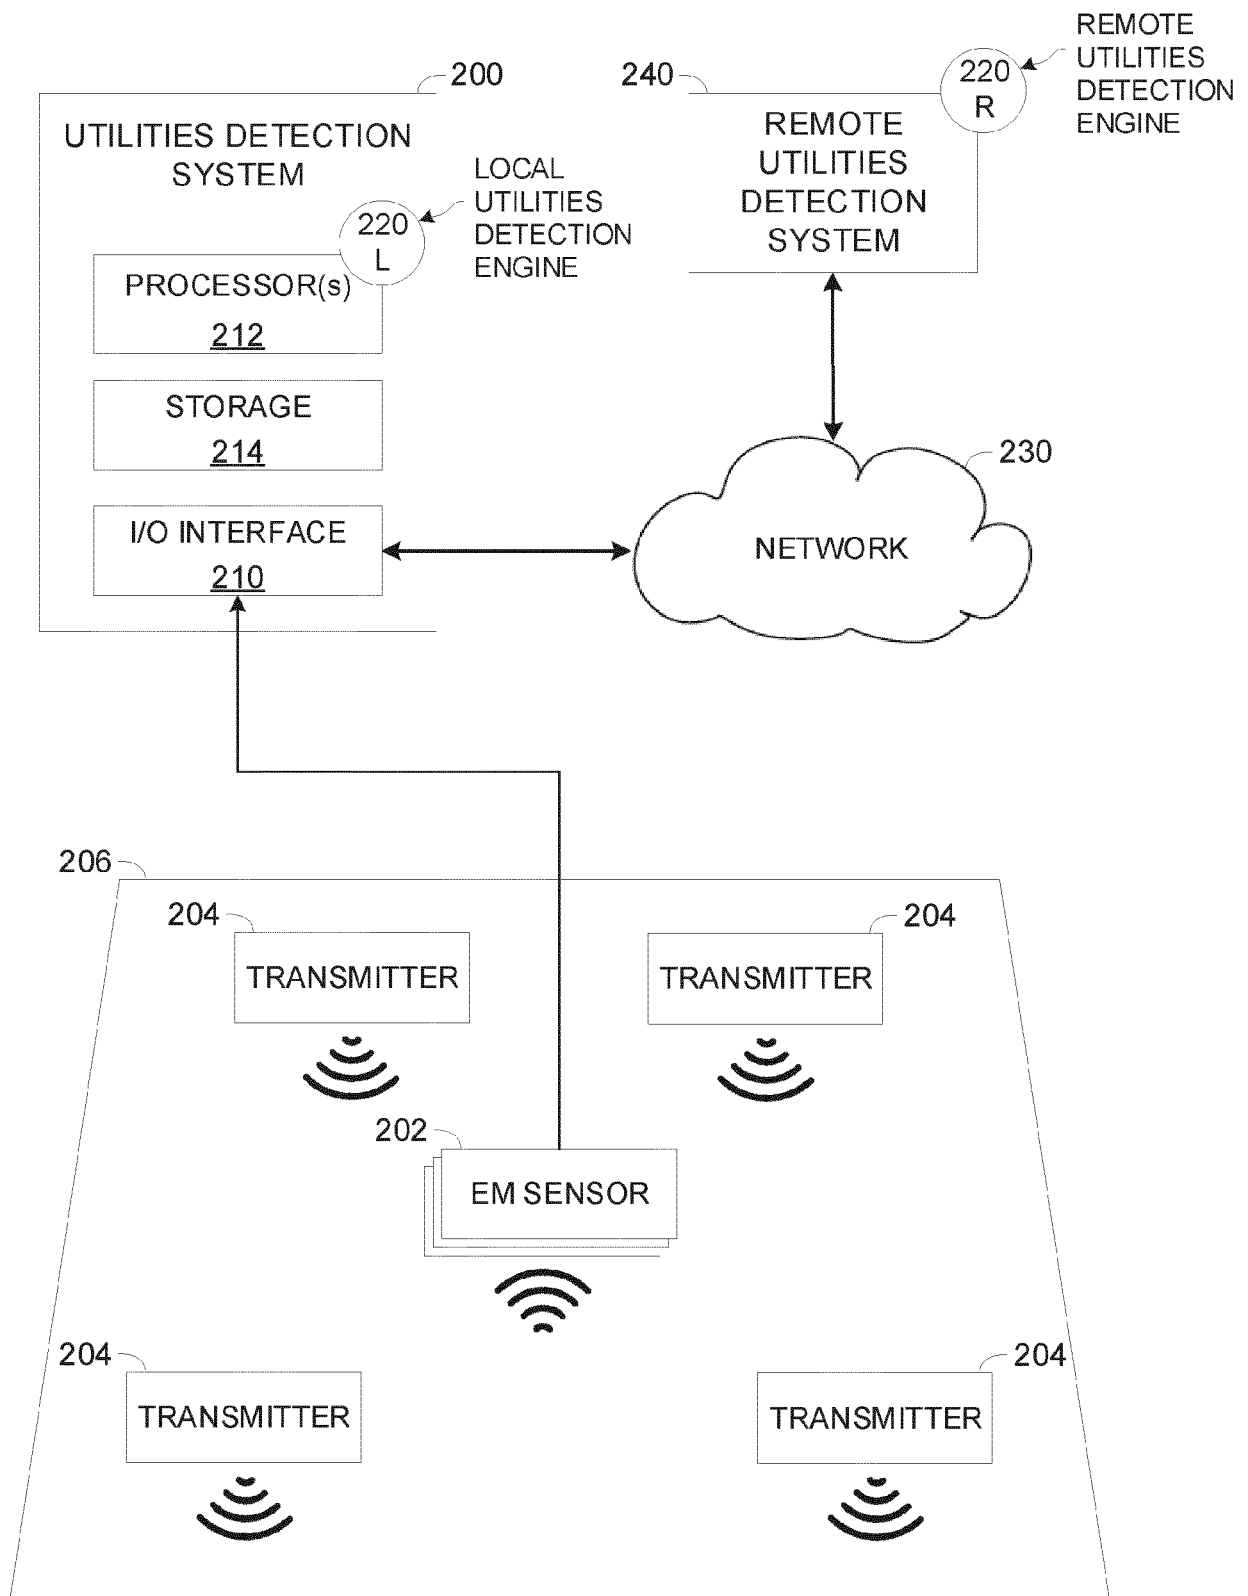 200
UTILITIES DETECTION
SYSTEM
220
L
LOCAL
UTILITIES
DETECTION
ENGINE
PROCESSOR(s)
212
STORAGE
214
I/O INTERFACE
210
240
REMOTE
UTILITIES
DETECTION
SYSTEM
220
R
REMOTE
UTILITIES
DETECTION
ENGINE
230
NETWORK
206
204
TRANSMITTER
204
TRANSMITTER
202
EM SENSOR
204
TRANSMITTER
204
TRANSMITTER